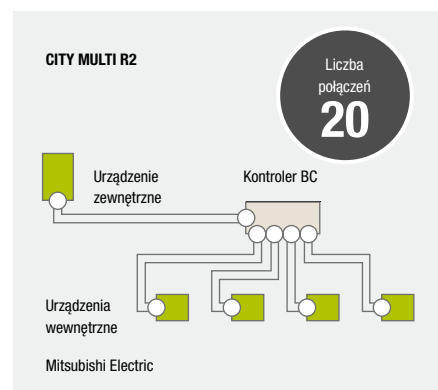 CITY MULTI R2
Liczba
połączeń
20
Urządzenie
zewnętrzne
Kontroler BC
Urządzenia
wewnętrzne
Mitsubishi Electric